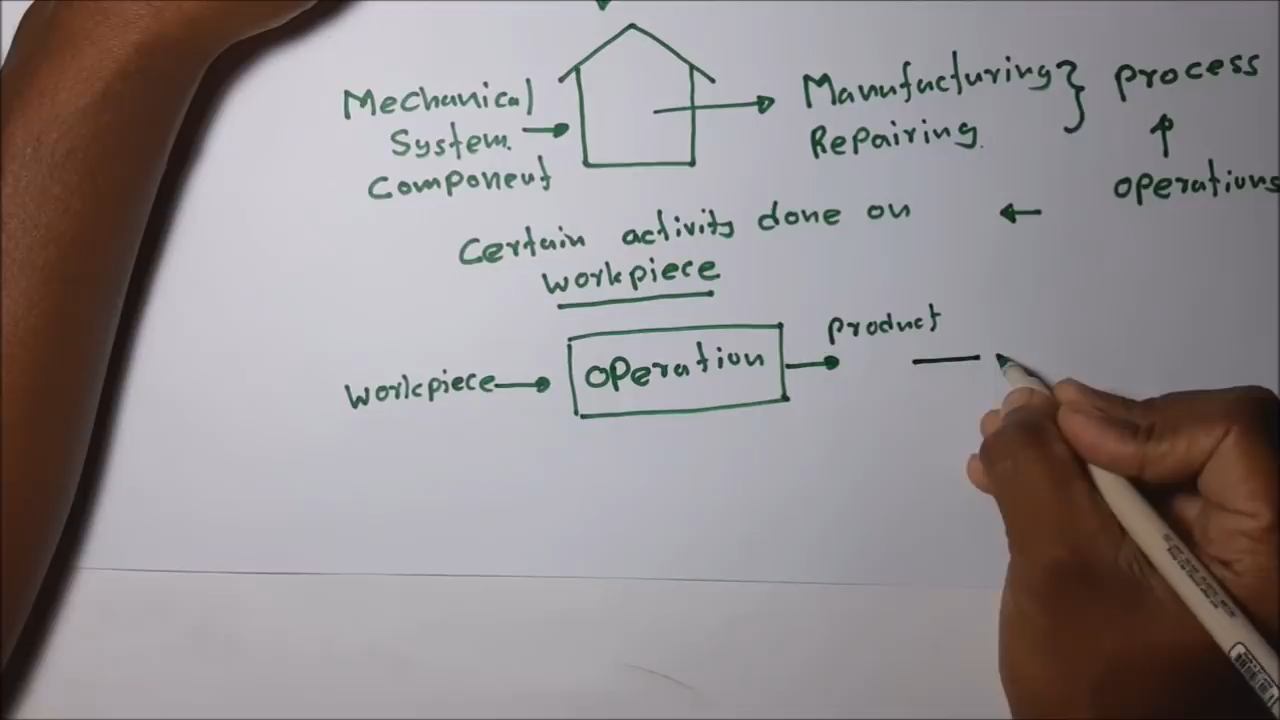 Mechanical
System.
Component
Manufacturing } process
Repairing.
operations
Certain activity done on ←
workpiece
product
workpiece → operation →